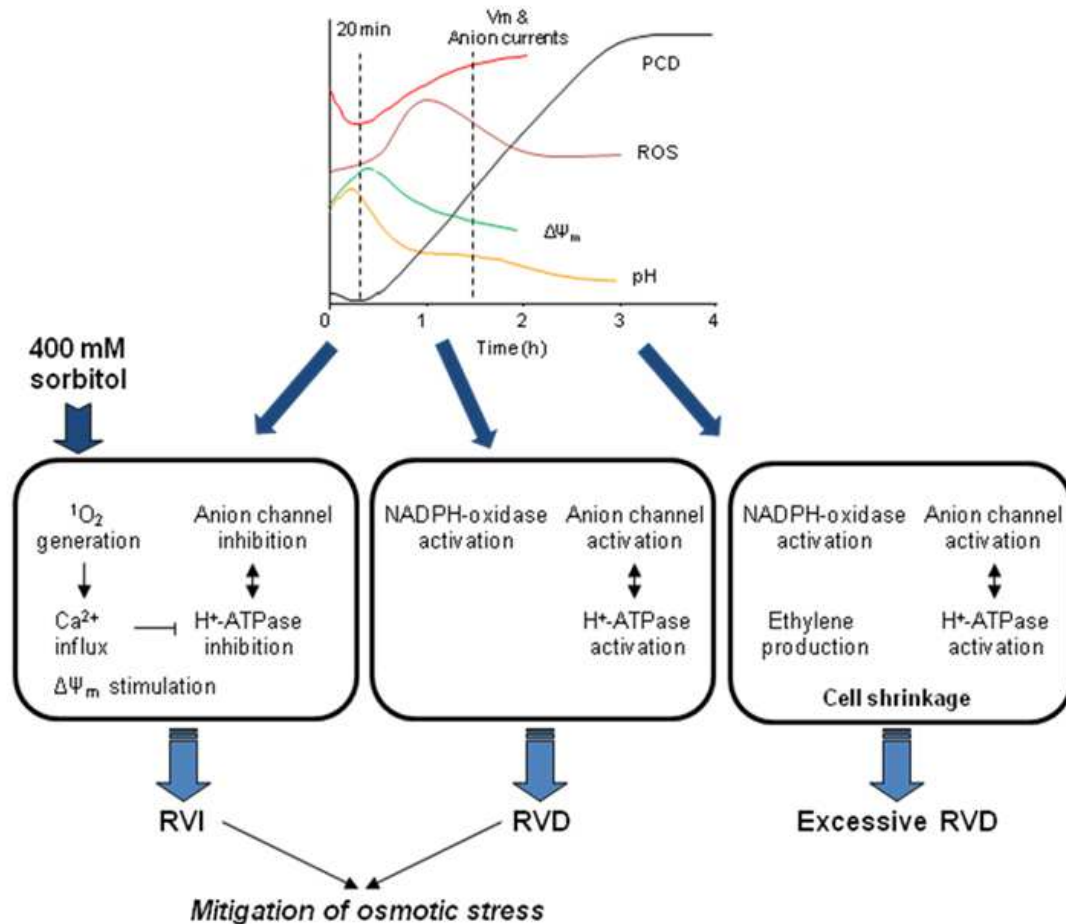 20 min
Vm &
Anion currents
PCD
ROS
ΔΨm
pH
0 1 2 3 4
Time (h)
400 mM
sorbitol
¹O₂
generation
Anion channel
inhibition
Ca²⁺
influx
H⁺-ATPase
inhibition
ΔΨm stimulation
NADPH-oxidase
activation
Anion channel
activation
H⁺-ATPase
activation
NADPH-oxidase
activation
Anion channel
activation
Ethylene
production
H⁺-ATPase
activation
Cell shrinkage
RVI
RVD
Excessive RVD
Mitigation of osmotic stress